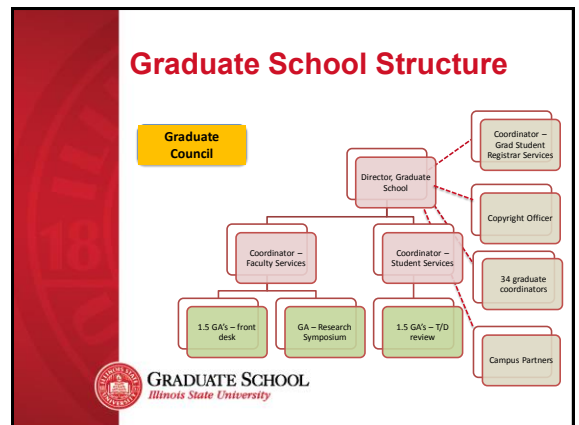 Graduate School Structure
Graduate
Council
Director, Graduate
School
Coordinator –
Grad Student
Registrar Services
Copyright Officer
34 graduate
coordinators
Campus Partners
Coordinator –
Faculty Services
Coordinator –
Student Services
1.5 GA's – front
desk
GA – Research
Symposium
1.5 GA's – T/D
review
GRADUATE SCHOOL
Illinois State University